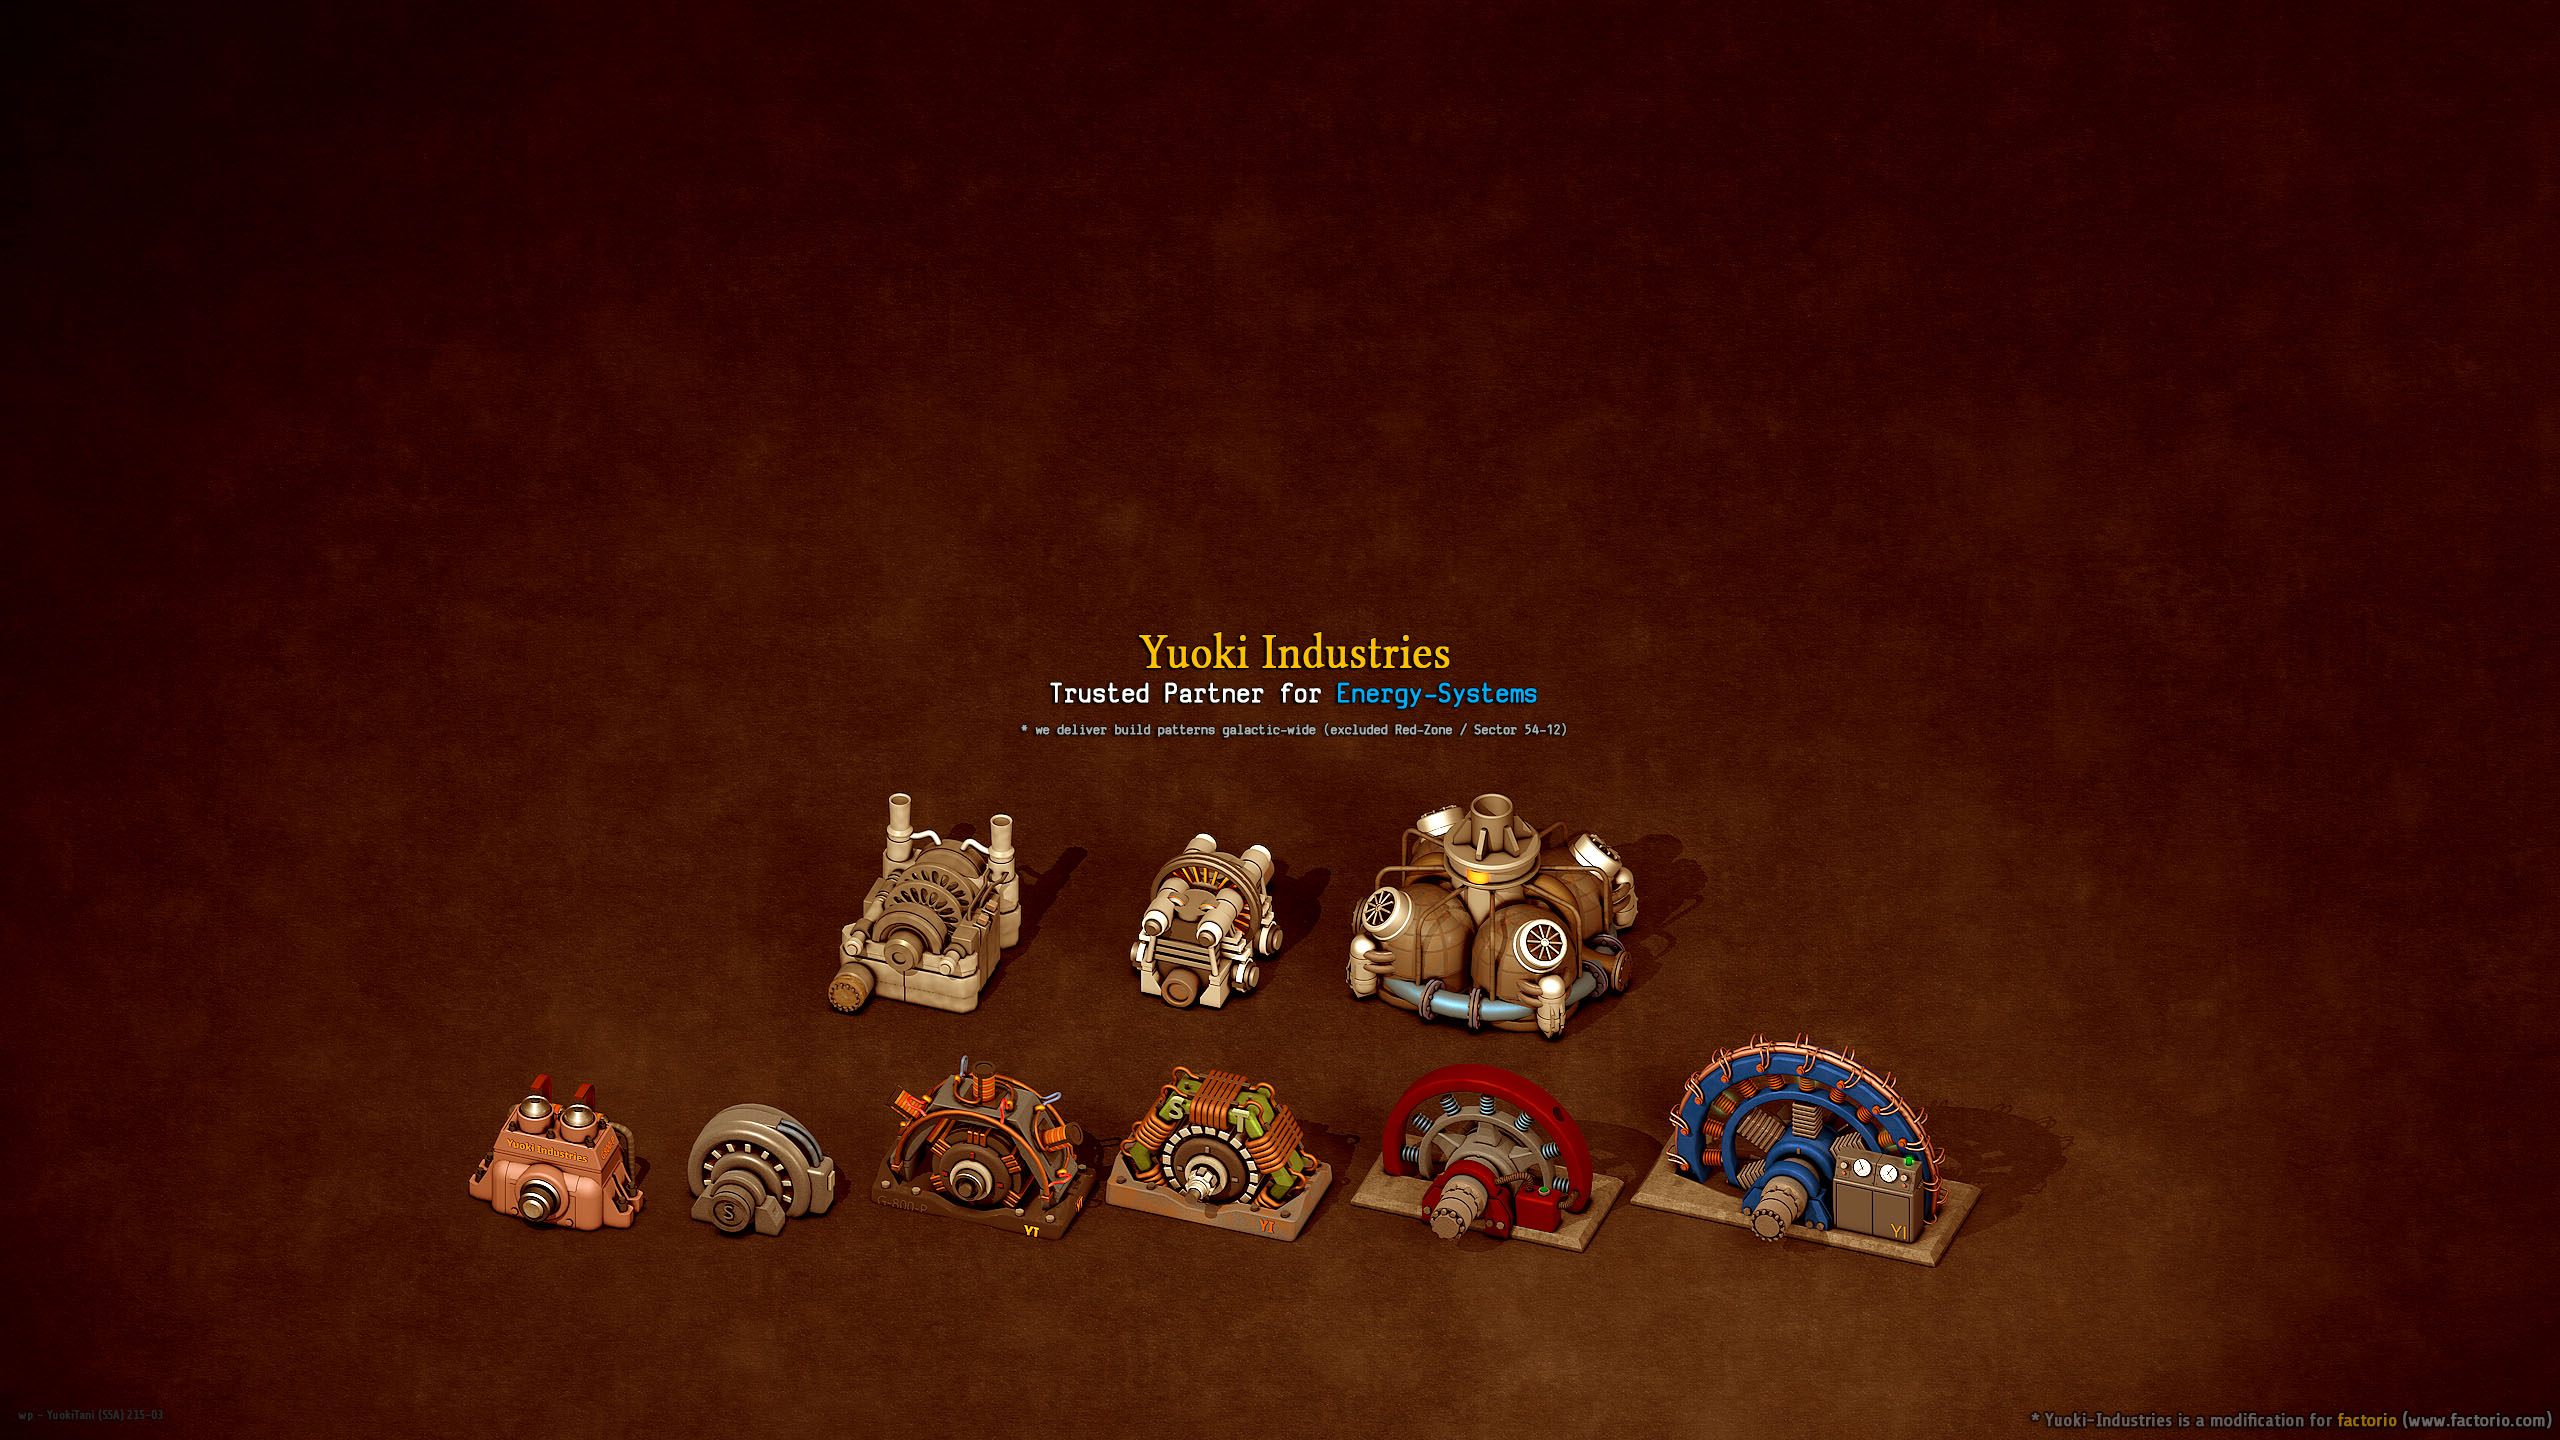 Yuoki Industries
Trusted Partner for Energy-Systems
* we deliver build patterns galactic-wide (excluded Red-Zone / Sector 54-12)
Yuoki Industries
S
G-800-R
YI
S T
YI
YI
wp - YuokiTani (SSA) 215-03
* Yuoki-Industries is a modification for factorio (www.factorio.com)